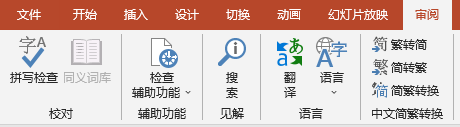 文件 开始 插入 设计 切换 动画 幻灯片放映 审阅
拼写检查 同义词库
校对
检查
辅助功能
辅助功能
搜
索
见解
翻
译
语言
语言
繁转简
简转繁
简繁转换
中文简繁转换